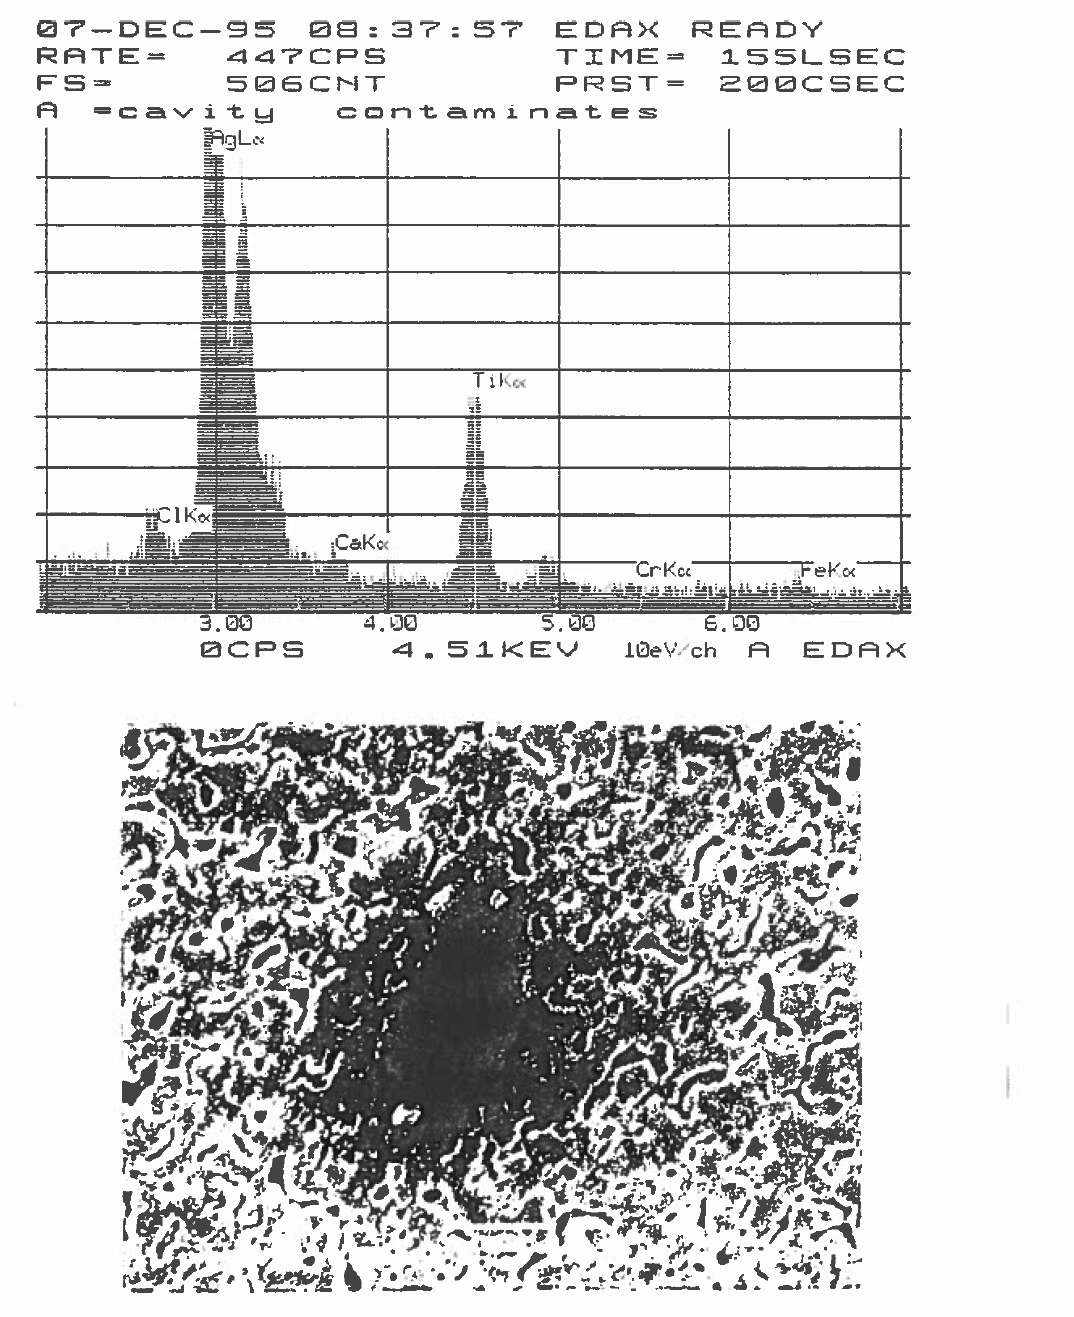 07-DEC-95 08:37:57 EDAX READY
RATE= 447CPS TIME= 155LSEC
FS= 506CNT PRST= 200CSEC
A =cavity contaminates
AgLα
TiKα
ClKα
CaKα
CrKα FeKα
3.00 4.00 5.00 6.00
0CPS 4.51KEV 10eV/ch A EDAX